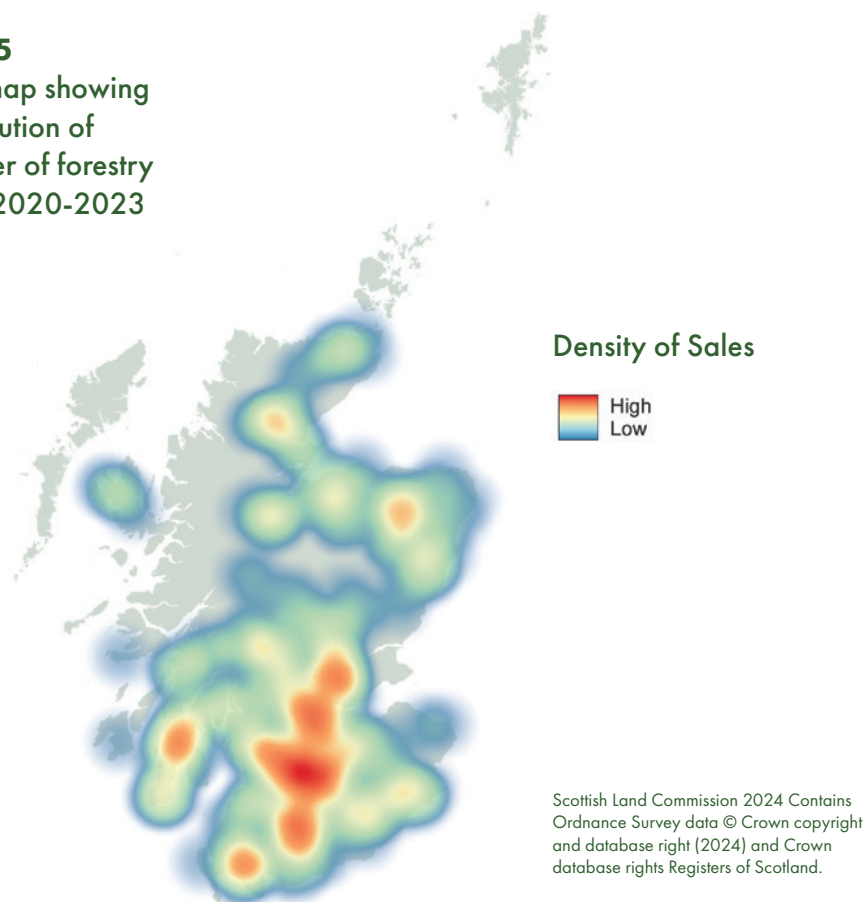 5
ap showing
ution of
er of forestry
2020-2023
Density of Sales
High
Low
Scottish Land Commission 2024 Contains
Ordnance Survey data © Crown copyright
and database right (2024) and Crown
database rights Registers of Scotland.